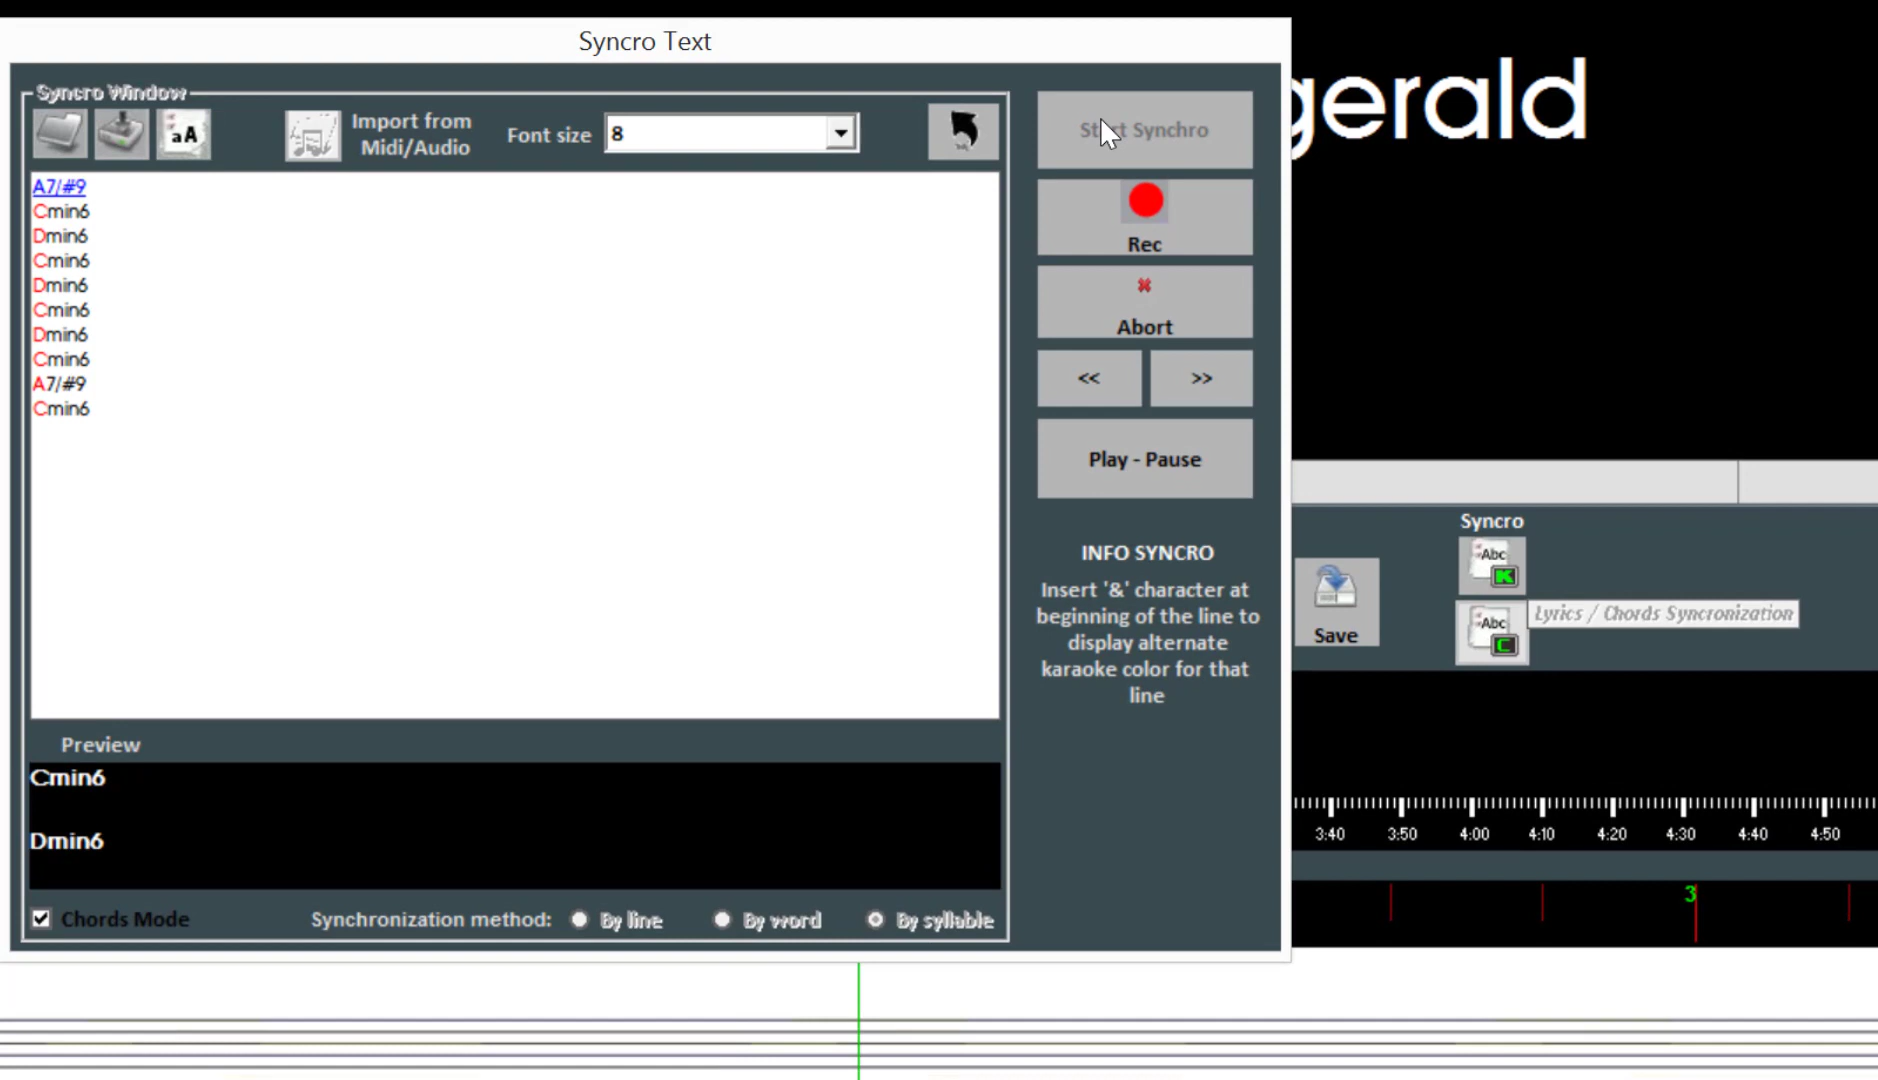 Syncro Text
gerald
Syncro Window
aA
Import from
Midi/Audio
Font size
8
A7/#9
Cmin6
Dmin6
Cmin6
Dmin6
Cmin6
Dmin6
Cmin6
A7/#9
Cmin6
Start Synchro
Rec
Abort
<<
>>
Play - Pause
INFO SYNCRO
Insert '&' character at
beginning of the line to
display alternate
karaoke color for that
line
Preview
Cmin6
Dmin6
Chords Mode
Synchronization method:
By line
By word
By syllable
Syncro
Abc
K
Save
Abc
C
Lyrics / Chords Syncronization
3:40
3:50
4:00
4:10
4:20
4:30
4:40
4:50
3